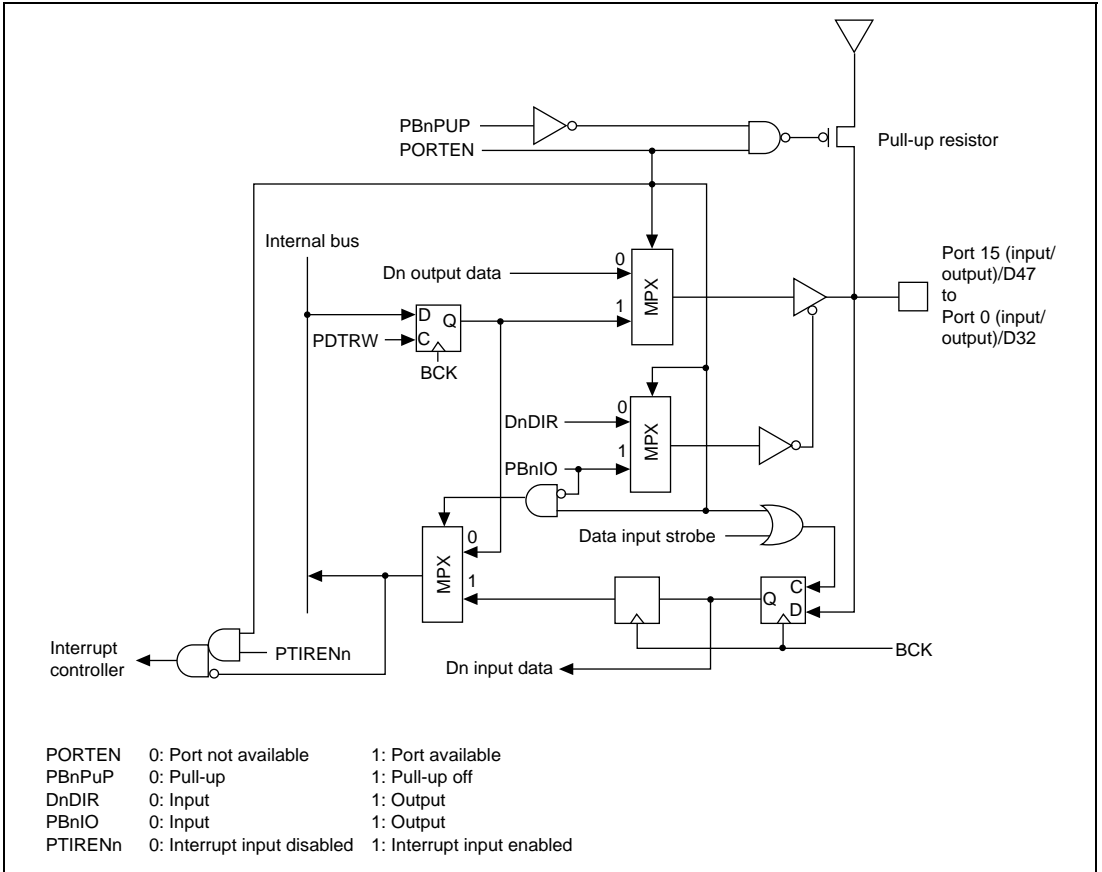 PBnPUP
PORTEN
Pull-up resistor
Internal bus
Dn output data
0
1
MPX
Port 15 (input/
output)/D47
to
Port 0 (input/
output)/D32
D
Q
C
PDTRW
BCK
DnDIR
0
1
MPX
PBnIO
Data input strobe
MPX
0
1
C
Q
D
Interrupt
controller
PTIRENn
Dn input data
BCK
PORTEN 0: Port not available 1: Port available
PBnPuP 0: Pull-up 1: Pull-up off
DnDIR 0: Input 1: Output
PBnIO 0: Input 1: Output
PTIRENn 0: Interrupt input disabled 1: Interrupt input enabled